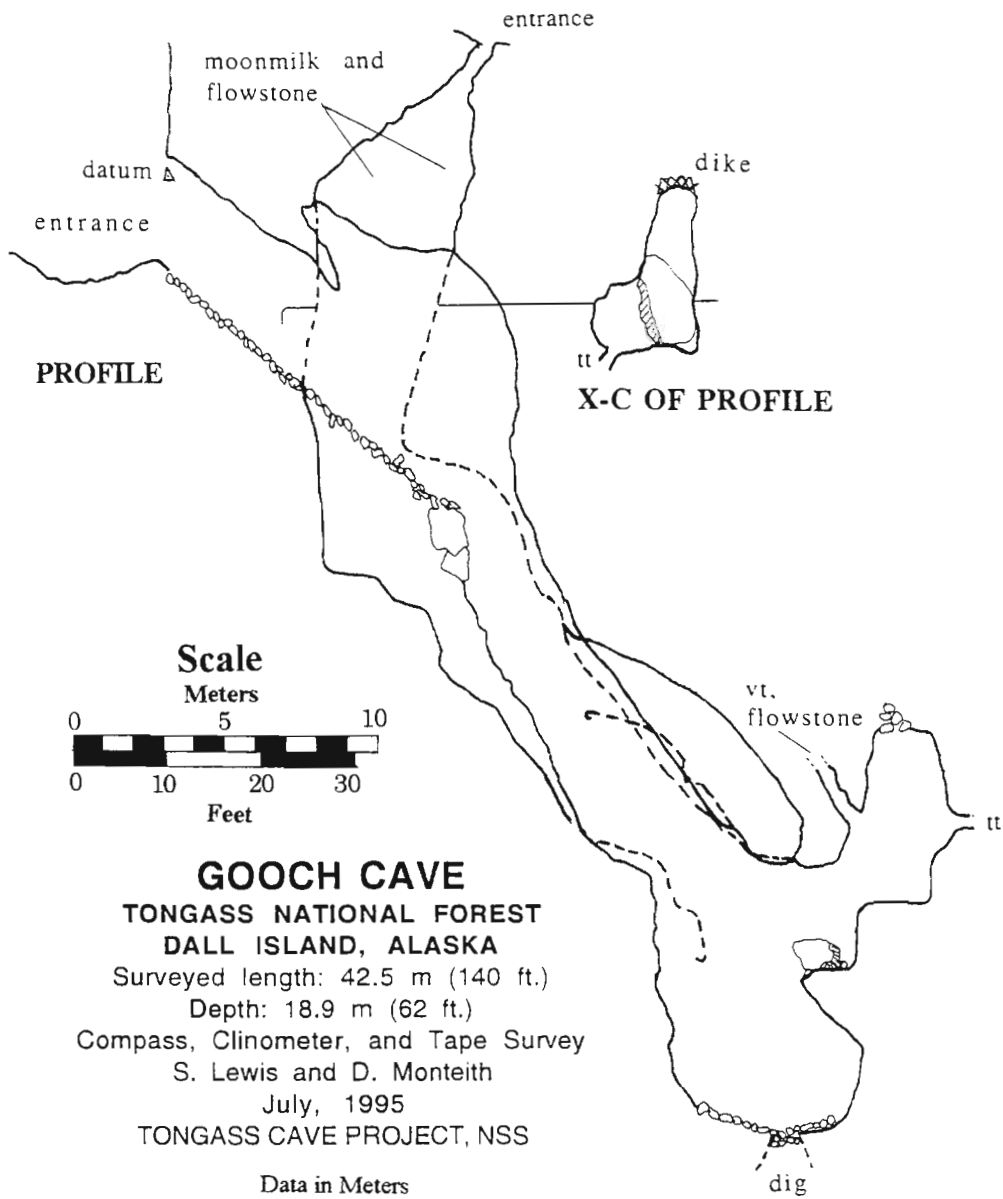 entrance
moonmilk and
flowstone
datum
dike
entrance
tt
PROFILE
X-C OF PROFILE
Scale
Meters
0 5 10
0 10 20 30
Feet
vt,
flowstone
tt
GOOCH CAVE
TONGASS NATIONAL FOREST
DALL ISLAND, ALASKA
Surveyed length: 42.5 m (140 ft.)
Depth: 18.9 m (62 ft.)
Compass, Clinometer, and Tape Survey
S. Lewis and D. Monteith
July, 1995
TONGASS CAVE PROJECT, NSS
Data in Meters
dig